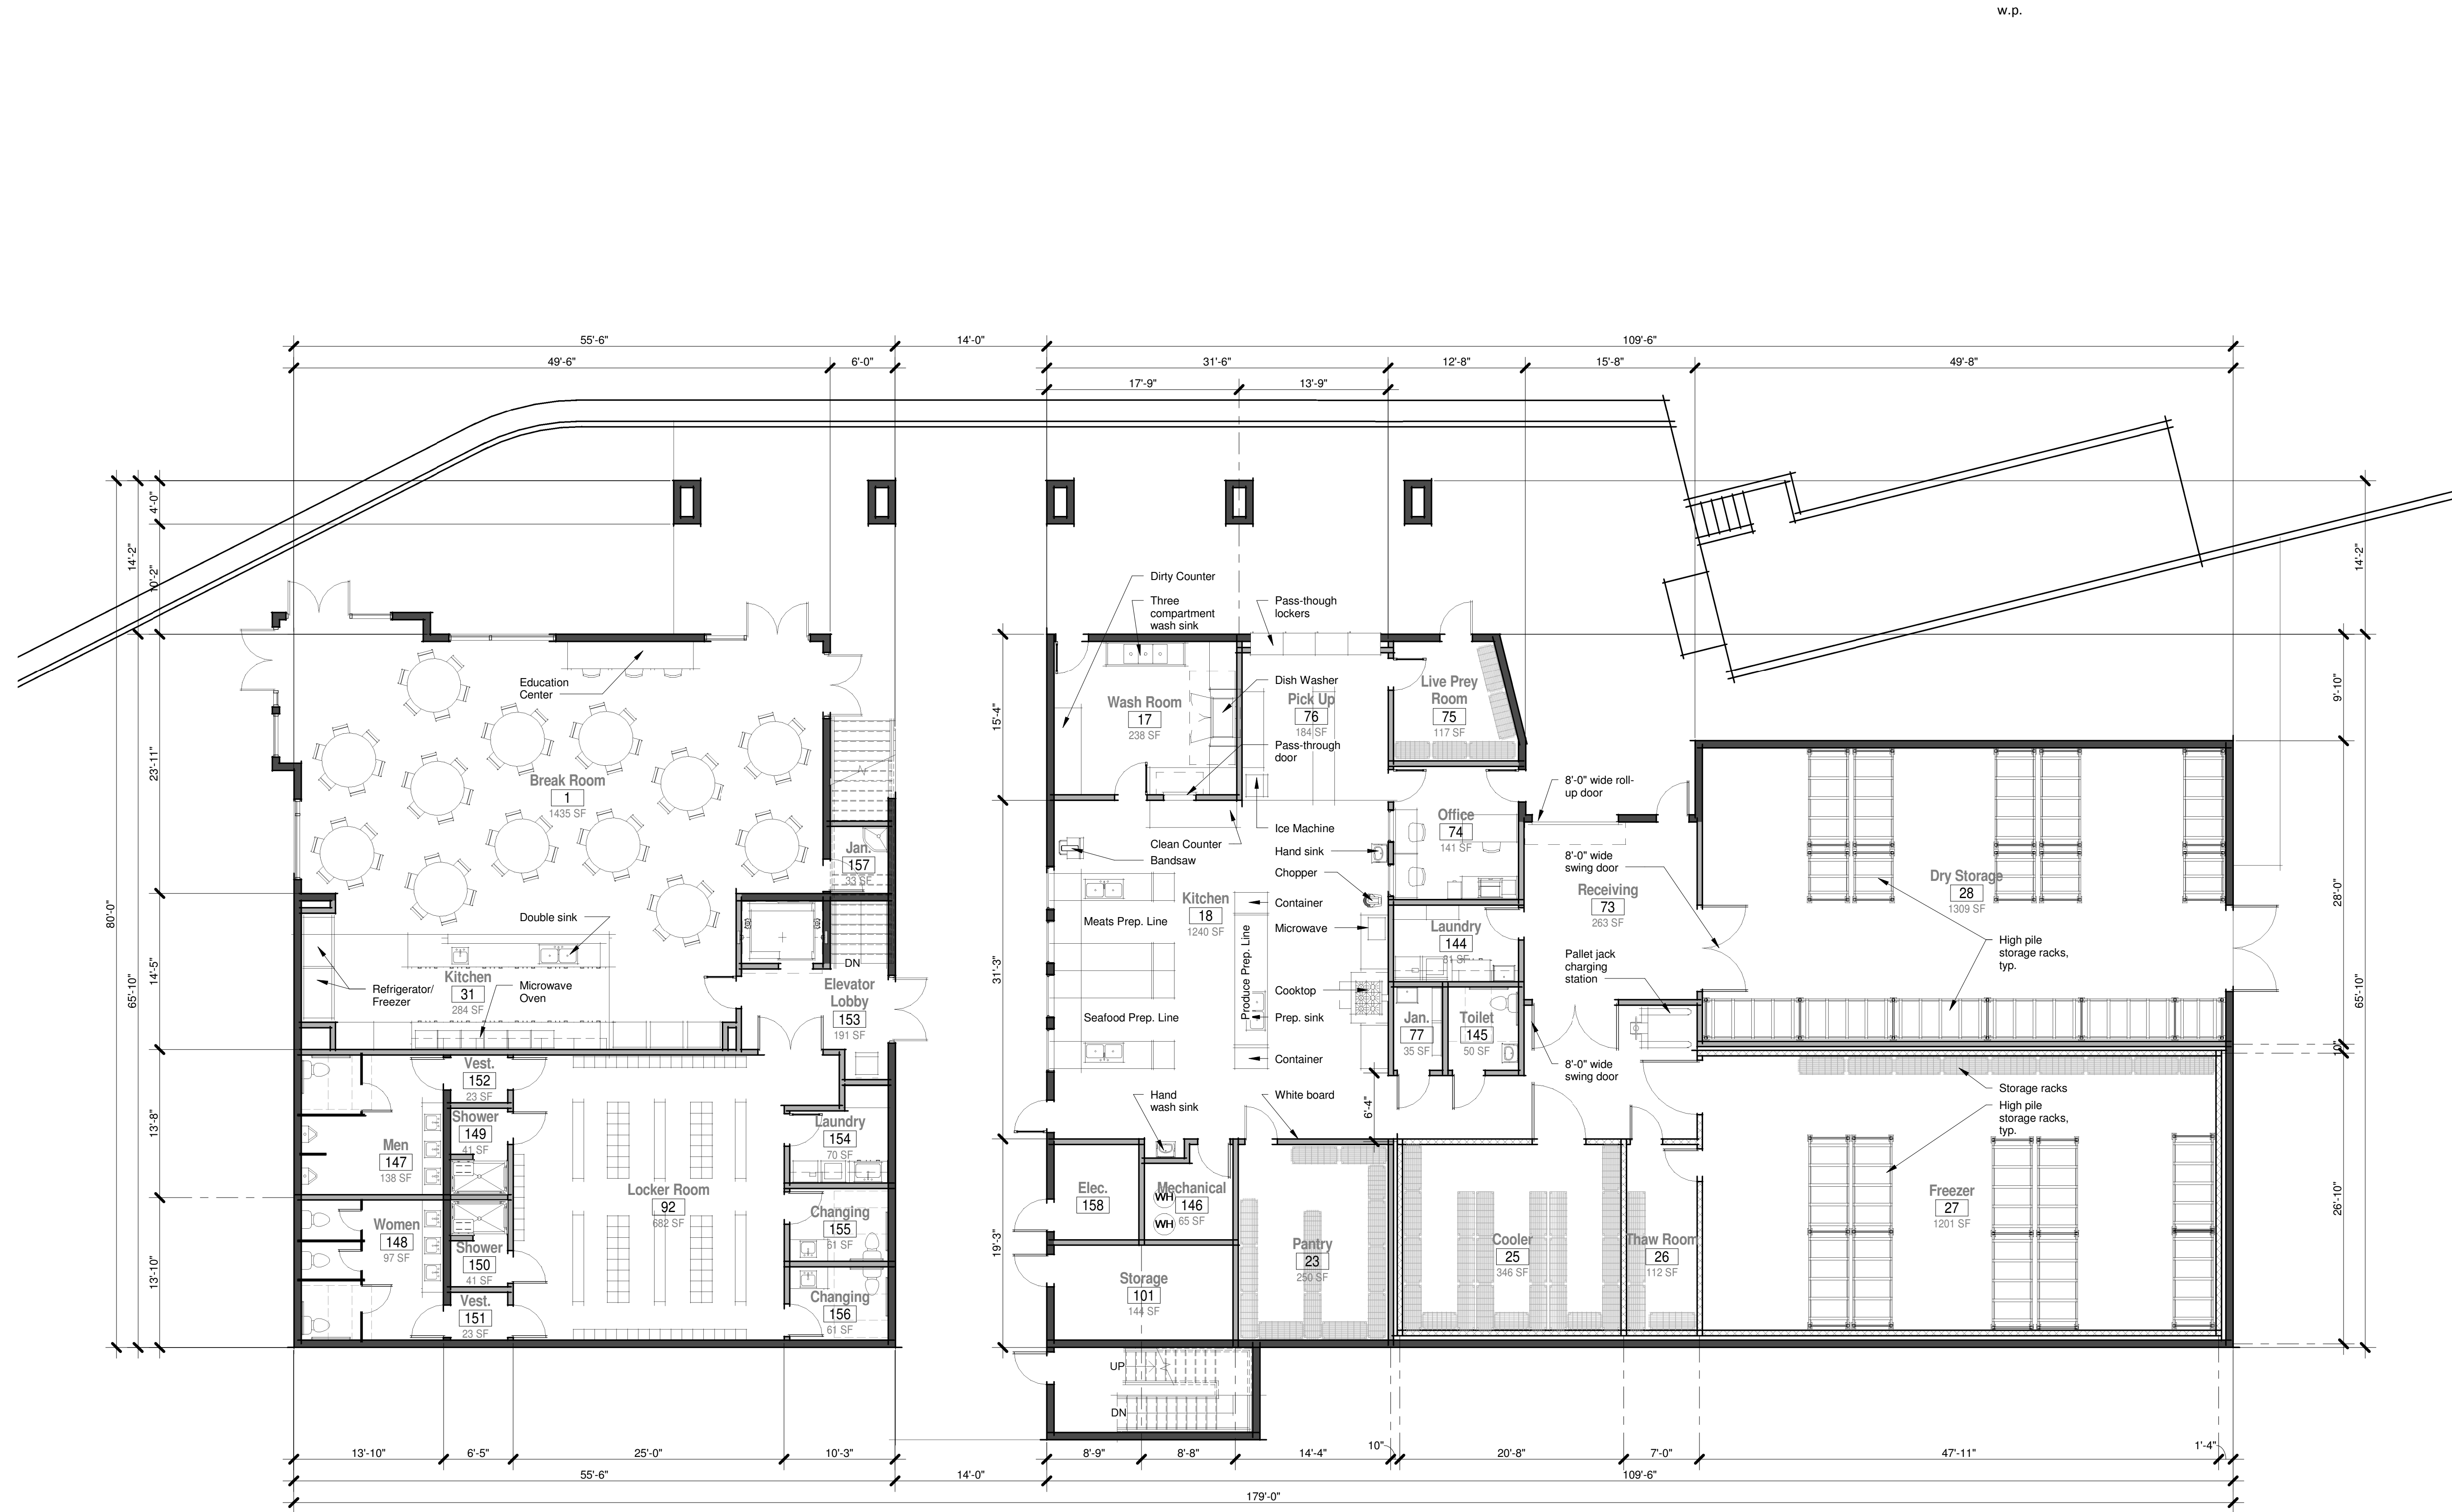 w.p.
55'-6"
14'-0"
109'-6"
49'-6"
6'-0"
31'-6"
12'-8"
15'-8"
49'-8"
17'-9"
13'-9"
80'-0"
14'-2"
65'-10"
4'-0"
10'-2"
23'-11"
14'-5"
13'-8"
13'-10"
14'-2"
65'-10"
9'-10"
28'-0"
10"
26'-10"
15'-4"
31'-3"
19'-3"
6'-4"
Education
Center
Break Room
1
1435 SF
Jan.
157
33 SF
Double sink
Refrigerator/
Freezer
Kitchen
31
284 SF
Microwave
Oven
DN
Elevator
Lobby
153
191 SF
Vest.
152
23 SF
Shower
149
41 SF
Men
147
138 SF
Women
148
97 SF
Shower
150
41 SF
Vest.
151
23 SF
Locker Room
92
682 SF
Laundry
154
70 SF
Changing
155
61 SF
Changing
156
61 SF
Dirty Counter
Three
compartment
wash sink
Pass-though
lockers
Wash Room
17
238 SF
Dish Washer
Pick Up
76
184 SF
Pass-through
door
Live Prey
Room
75
117 SF
Clean Counter
Bandsaw
Ice Machine
Hand sink
Chopper
Container
Microwave
Cooktop
Prep. sink
Container
White board
Meats Prep. Line
Kitchen
18
1240 SF
Produce Prep. Line
Seafood Prep. Line
Hand
wash sink
Office
74
141 SF
Laundry
144
81 SF
Jan.
77
35 SF
Toilet
145
50 SF
8'-0" wide roll-
up door
8'-0" wide
swing door
Receiving
73
263 SF
Pallet jack
charging
station
8'-0" wide
swing door
Dry Storage
28
1309 SF
High pile
storage racks,
typ.
Storage racks
High pile
storage racks,
typ.
Elec.
158
Mechanical
146
65 SF
WH
WH
Storage
101
144 SF
Pantry
23
250 SF
Cooler
25
346 SF
Thaw Room
26
112 SF
Freezer
27
1201 SF
UP
DN
13'-10"
6'-5"
25'-0"
10'-3"
8'-9"
8'-8"
14'-4"
10"
20'-8"
7'-0"
47'-11"
1'-4"
55'-6"
14'-0"
109'-6"
179'-0"